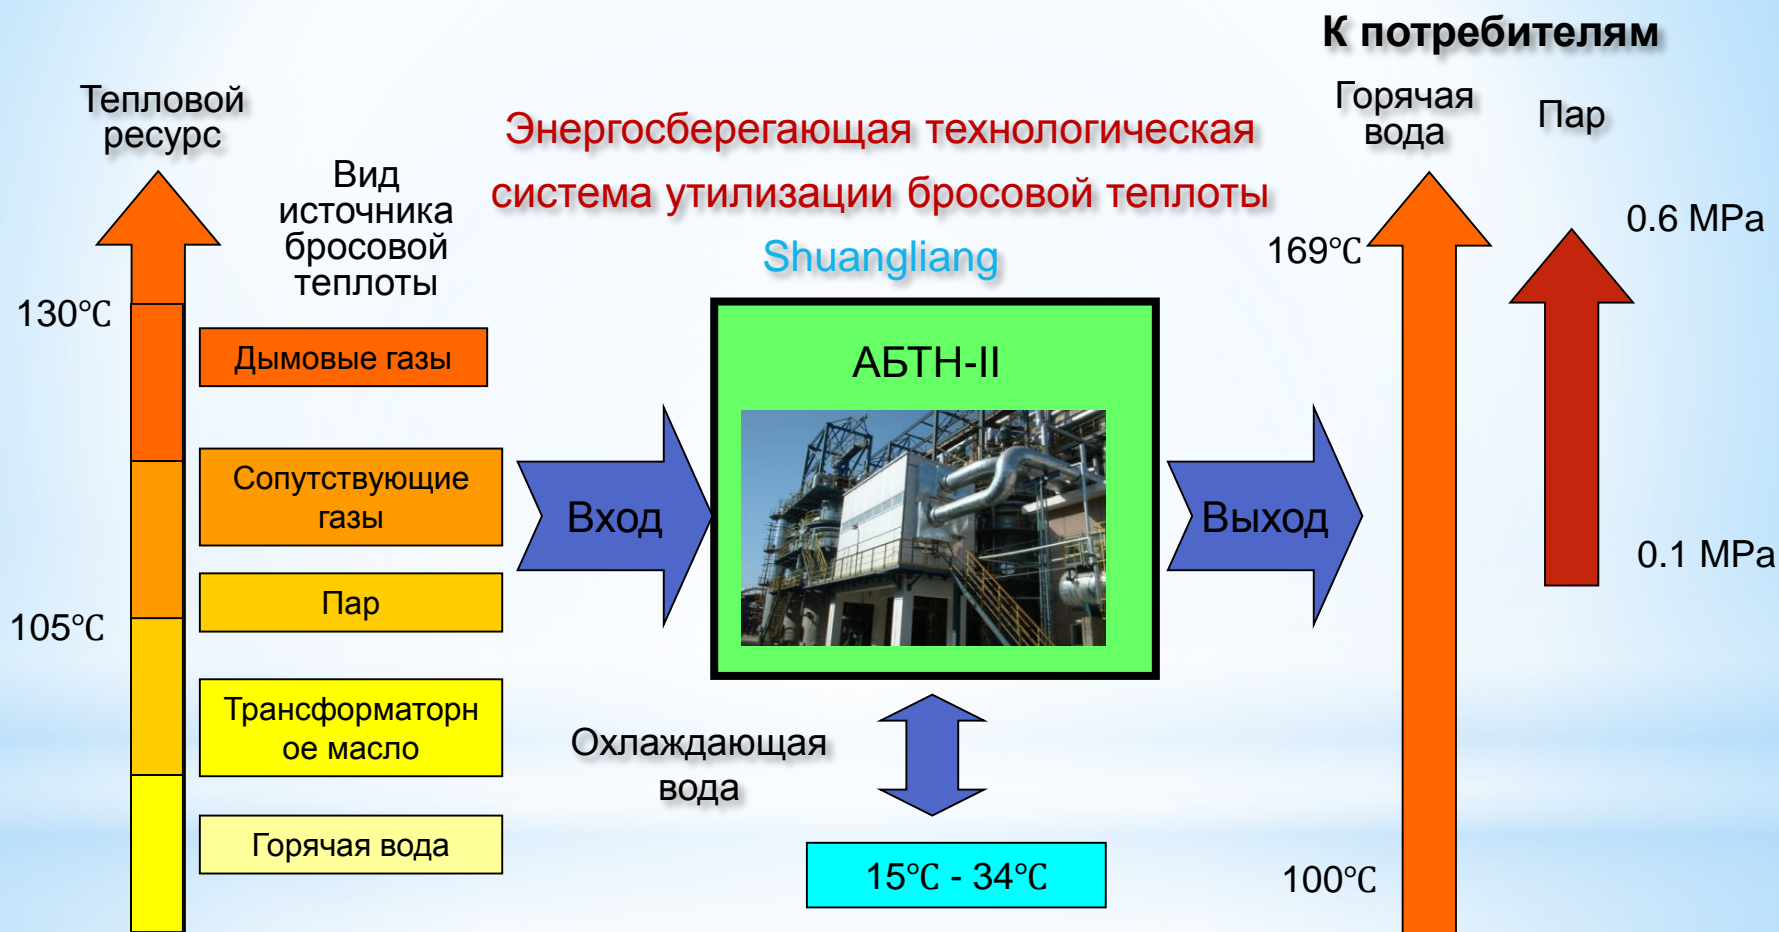 К потребителям
Тепловой
ресурс
Вид
источника
бросовой
теплоты
Энергосберегающая технологическая
система утилизации бросовой теплоты
Shuangliang
Горячая
вода
Пар
130℃
105℃
Дымовые газы
Сопутствующие
газы
Пар
Трансформаторн
ое масло
Горячая вода
Вход
АБТН-II
Выход
Охлаждающая
вода
15℃ - 34℃
169℃
100℃
0.6 MPa
0.1 MPa